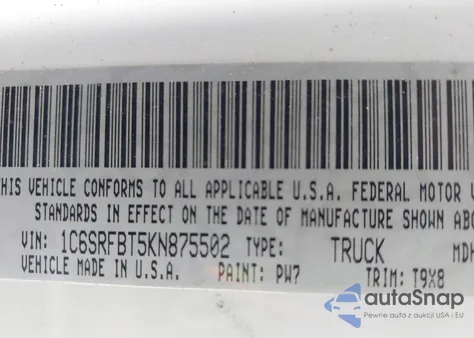 THIS VEHICLE CONFORMS TO ALL APPLICABLE U.S.A. FEDERAL MOTOR
STANDARDS IN EFFECT ON THE DATE OF MANUFACTURE SHOWN ABO
VIN: 1C6SRFBT5KN875502 TYPE: TRUCK MDH
VEHICLE MADE IN U.S.A. PAINT: PW7 TRIM: T9X8
autoSnap
Pewne auta z aukcji USA i EU